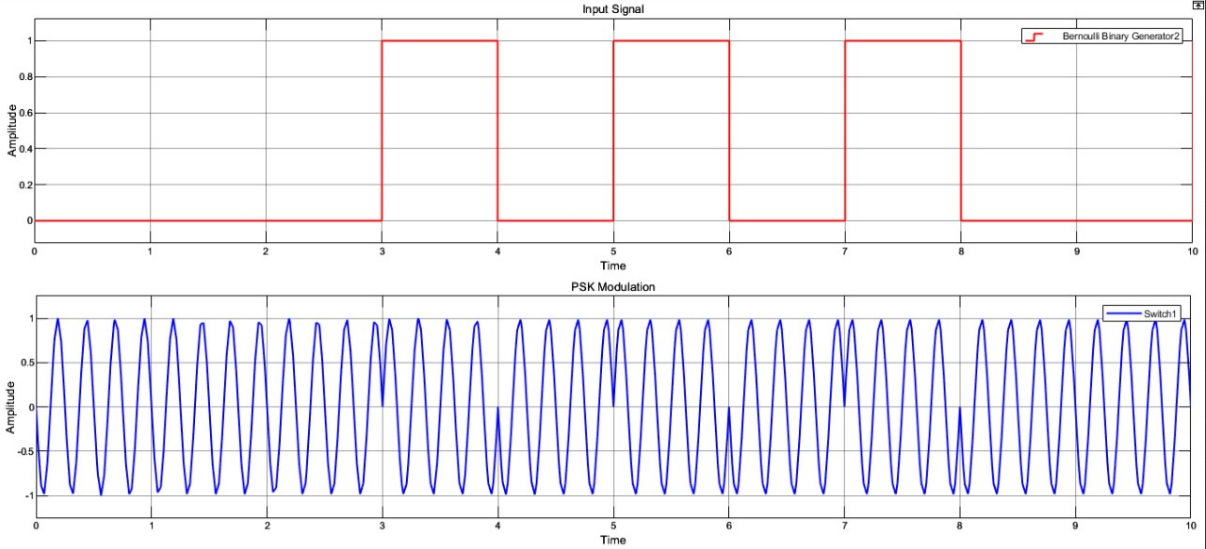 Input Signal
Bernoulli Binary Generator2
1
0.8
0.6
0.4
0.2
0
Amplitude
0 1 2 3 4 5 6 7 8 9 10
Time
PSK Modulation
Switch1
1
0.5
0
-0.5
-1
Amplitude
0 1 2 3 4 5 6 7 8 9 10
Time